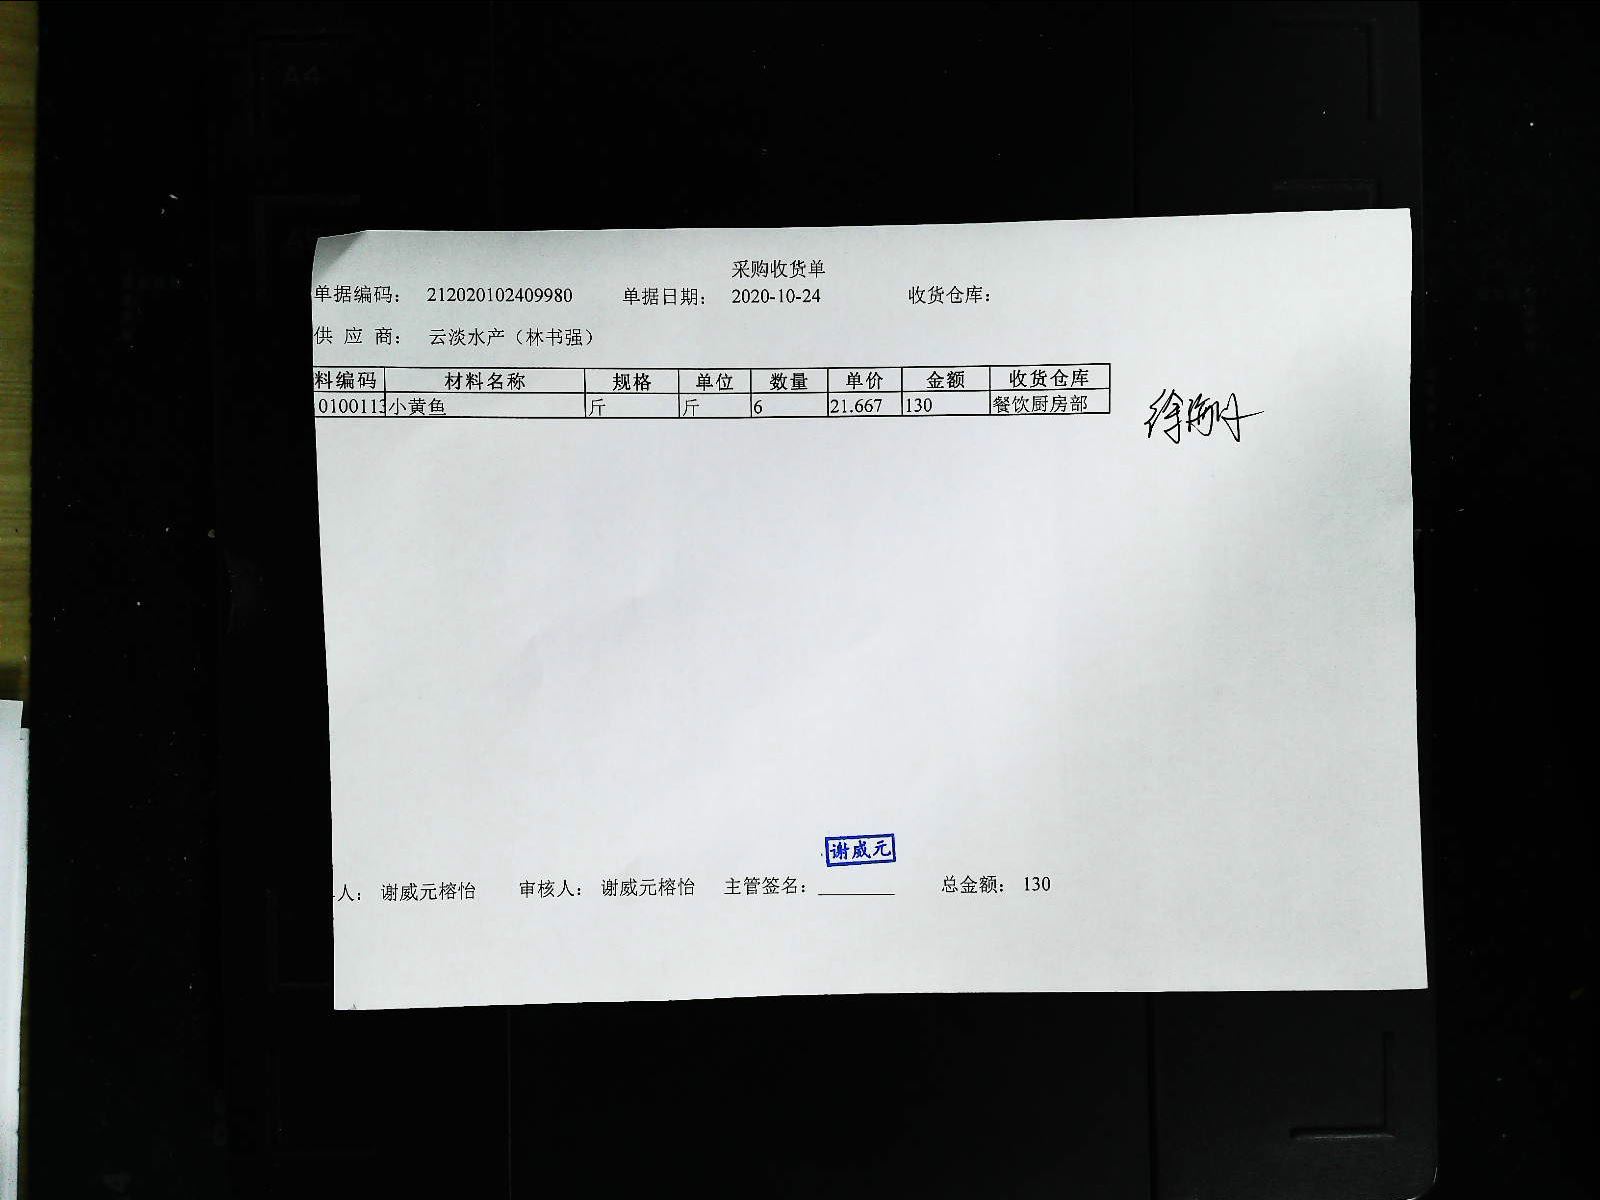 采购收货单
单据编码： 212020102409980 单据日期： 2020-10-24 收货仓库：
供 应 商： 云淡水产（林书强）
料编码 材料名称 规格 单位 数量 单价 金额 收货仓库
0100113 小黄鱼 斤 斤 6 21.667 130 餐饮厨房部
谢威元
人： 谢威元榕怡 审核人： 谢威元榕怡 主管签名： 总金额： 130
A4